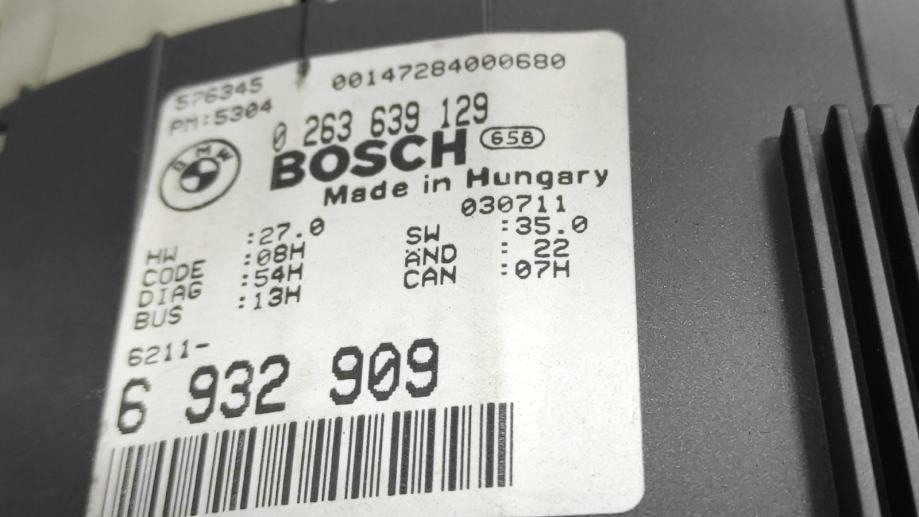 576345 00147284000680
PM:5304 0 263 639 129
BMW BOSCH 658
Made in Hungary
030711
HW :27.0 SW :35.0
CODE :08H ÄND : 22
DIAG :54H CAN :07H
BUS :13H
6211-
6 932 909